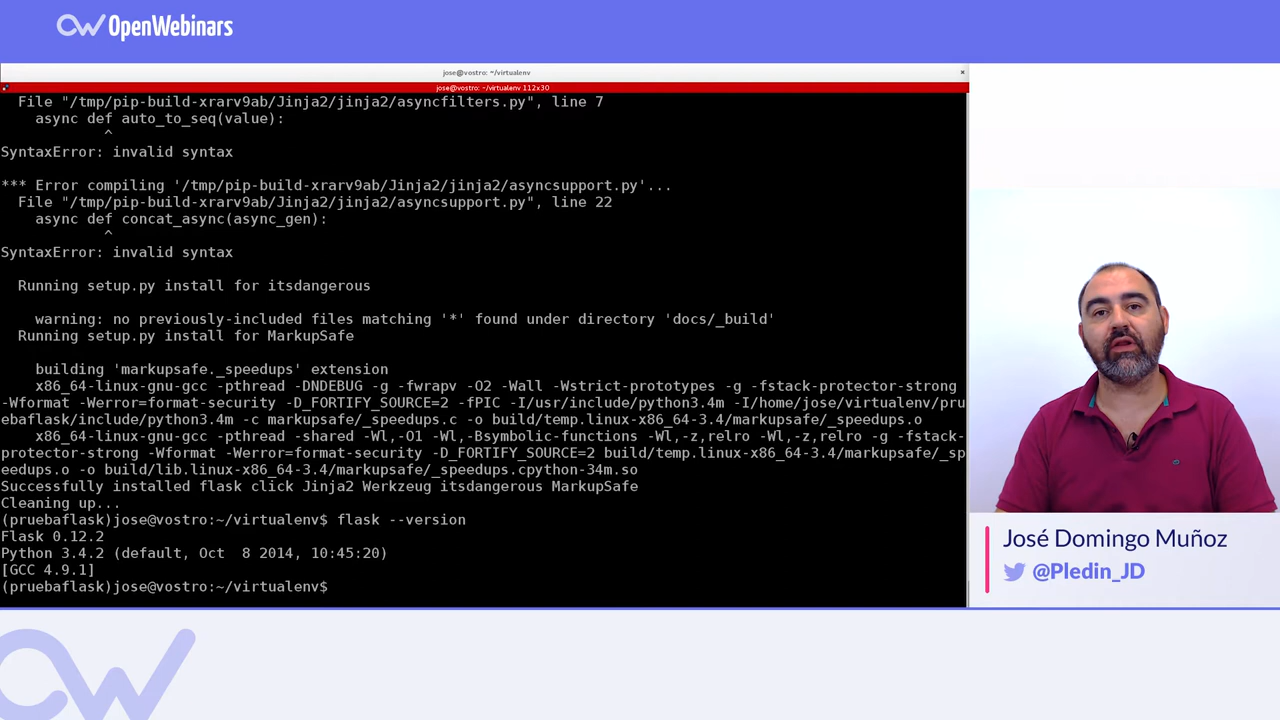 OpenWebinars
jose@vostro: ~/virtualenv
jose@vostro: ~/virtualenv 112x30
File "/tmp/pip-build-xrarv9ab/Jinja2/jinja2/asyncfilters.py", line 7
async def auto_to_seq(value):
^
SyntaxError: invalid syntax
*** Error compiling '/tmp/pip-build-xrarv9ab/Jinja2/jinja2/asyncsupport.py'...
File "/tmp/pip-build-xrarv9ab/Jinja2/jinja2/asyncsupport.py", line 22
async def concat_async(async_gen):
^
SyntaxError: invalid syntax
Running setup.py install for itsdangerous
warning: no previously-included files matching '*' found under directory 'docs/_build'
Running setup.py install for MarkupSafe
building 'markupsafe._speedups' extension
x86_64-linux-gnu-gcc -pthread -DNDEBUG -g -fwrapv -O2 -Wall -Wstrict-prototypes -g -fstack-protector-strong
-Wformat -Werror=format-security -D_FORTIFY_SOURCE=2 -fPIC -I/usr/include/python3.4m -I/home/jose/virtualenv/pru
ebaflask/include/python3.4m -c markupsafe/_speedups.c -o build/temp.linux-x86_64-3.4/markupsafe/_speedups.o
x86_64-linux-gnu-gcc -pthread -shared -Wl,-O1 -Wl,-Bsymbolic-functions -Wl,-z,relro -Wl,-z,relro -g -fstack-
protector-strong -Wformat -Werror=format-security -D_FORTIFY_SOURCE=2 build/temp.linux-x86_64-3.4/markupsafe/_sp
eedups.o -o build/lib.linux-x86_64-3.4/markupsafe/_speedups.cpython-34m.so
Successfully installed flask click Jinja2 Werkzeug itsdangerous MarkupSafe
Cleaning up...
(pruebaflask)jose@vostro:~/virtualenv$ flask --version
Flask 0.12.2
Python 3.4.2 (default, Oct  8 2014, 10:45:20)
[GCC 4.9.1]
(pruebaflask)jose@vostro:~/virtualenv$
José Domingo Muñoz
@Pledin_JD